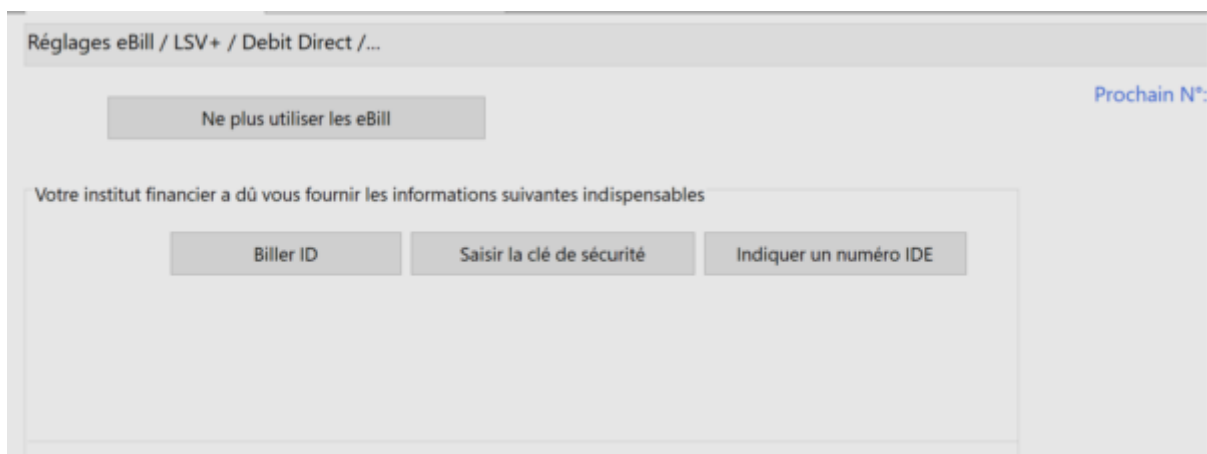 Réglages eBill / LSV+ / Debit Direct /...
Prochain N°:
Ne plus utiliser les eBill
Votre institut financier a dû vous fournir les informations suivantes indispensables
Biller ID
Saisir la clé de sécurité
Indiquer un numéro IDE